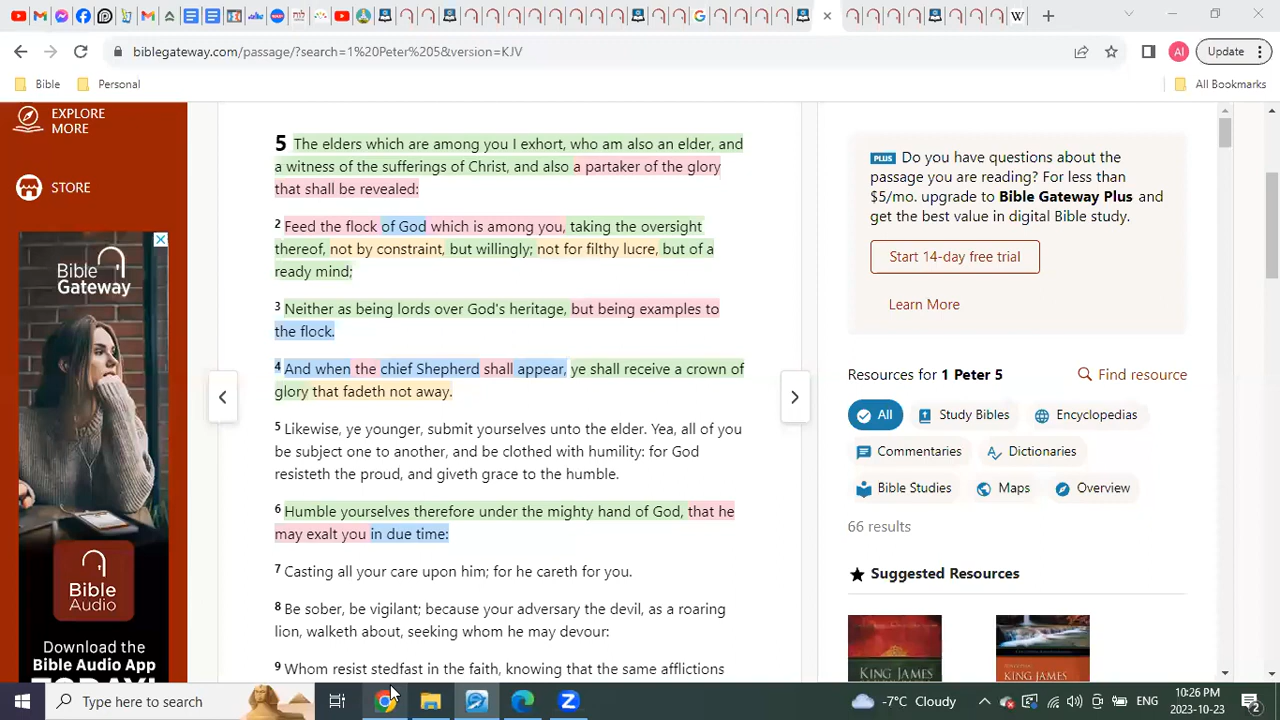 biblegateway.com/passage/?search=1%20Peter%205&version=KJV
AI
Update
Bible
Personal
All Bookmarks
EXPLORE
MORE
STORE
Bible
Gateway
Bible
Audio
Download the
Bible Audio App
TODAY!
5 The elders which are among you I exhort, who am also an elder, and
a witness of the sufferings of Christ, and also a partaker of the glory
that shall be revealed:
2 Feed the flock of God which is among you, taking the oversight
thereof, not by constraint, but willingly; not for filthy lucre, but of a
ready mind;
3 Neither as being lords over God's heritage, but being examples to
the flock.
4 And when the chief Shepherd shall appear, ye shall receive a crown of
glory that fadeth not away.
5 Likewise, ye younger, submit yourselves unto the elder. Yea, all of you
be subject one to another, and be clothed with humility: for God
resisteth the proud, and giveth grace to the humble.
6 Humble yourselves therefore under the mighty hand of God, that he
may exalt you in due time:
7 Casting all your care upon him; for he careth for you.
8 Be sober, be vigilant; because your adversary the devil, as a roaring
lion, walketh about, seeking whom he may devour:
9 Whom resist stedfast in the faith, knowing that the same afflictions
PLUS Do you have questions about the
passage you are reading? For less than
$5/mo. upgrade to Bible Gateway Plus and
get the best value in digital Bible study.
Start 14-day free trial
Learn More
Resources for 1 Peter 5
Find resource
All
Study Bibles
Encyclopedias
Commentaries
Dictionaries
Bible Studies
Maps
Overview
66 results
Suggested Resources
KING JAMES
KING JAMES
Type here to search
-7°C Cloudy
ENG
10:26 PM
2023-10-23
2